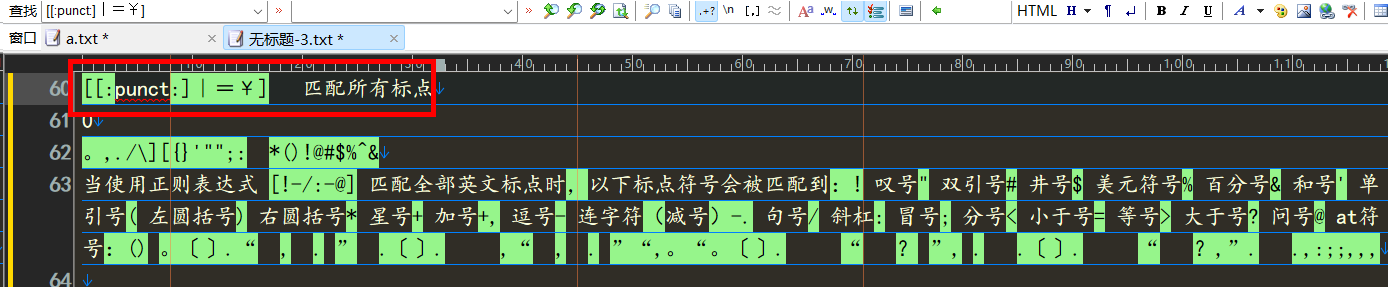 查找 [[:punct:]｜＝￥] » » .+? \n [,] ≈ Aa .w. HTML H ¶ ↵ B I U A
窗口 a.txt * × 无标题-3.txt * ×
10 20 30 40 50 60 70 80 90 100 110
60 [[:punct:]｜＝￥] 匹配所有标点↓
61 0↓
62 。,./\][{}'"";: *()!@#$%^&↓
63 当使用正则表达式 [!-/:-@] 匹配全部英文标点时，以下标点符号会被匹配到：! 叹号" 双引号# 井号$ 美元符号% 百分号& 和号' 单
引号( 左圆括号) 右圆括号* 星号+ 加号+, 逗号- 连字符（减号）-. 句号/ 斜杠: 冒号; 分号< 小于号= 等号> 大于号? 问号@ at符
号：()。〔〕.“ , .” .〔〕. ,“ , .”“,。“。〔〕. “ ? ”,. .〔〕. “ ?,”. .,:;;,,,
64 ↓